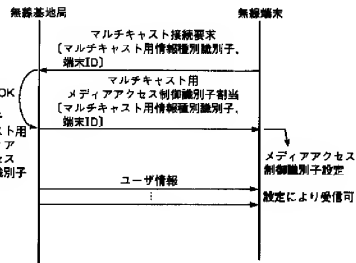 無線基地局
無線端末
マルチキャスト接続要求
〔マルチキャスト用情報種別識別子、
端末ID〕
OK
マルチキャスト用
メディアアクセス制御識別子割当
〔マルチキャスト用情報種別識別子、
端末ID〕
スト用
ィア
セス
識別子
メディアアクセス
制御識別子設定
ユーザ情報
設定により受信可